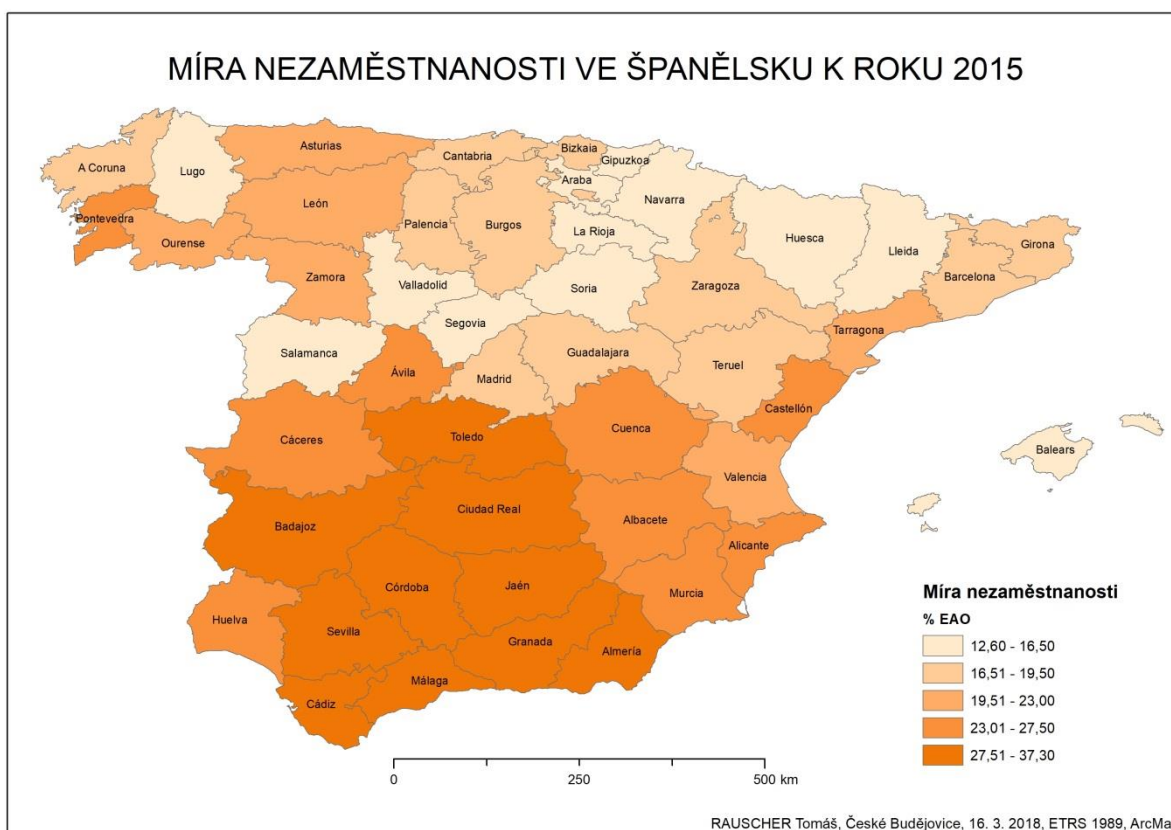 MÍRA NEZAMĚSTNANOSTI VE ŠPANĚLSKU K ROKU 2015
A Coruna
Lugo
Asturias
Cantabria
Bizkaia
Gipuzkoa
Araba
Navarra
Pontevedra
Ourense
León
Palencia
Burgos
La Rioja
Huesca
Lleida
Girona
Barcelona
Zamora
Valladolid
Soria
Zaragoza
Tarragona
Salamanca
Segovia
Ávila
Madrid
Guadalajara
Teruel
Castellón
Cáceres
Toledo
Cuenca
Valencia
Balears
Badajoz
Ciudad Real
Albacete
Alicante
Huelva
Sevilla
Córdoba
Jaén
Murcia
Cádiz
Málaga
Granada
Almería
Míra nezaměstnanosti
% EAO
12,60 - 16,50
16,51 - 19,50
19,51 - 23,00
23,01 - 27,50
27,51 - 37,30
0 250 500 km
RAUSCHER Tomáš, České Budějovice, 16. 3. 2018, ETRS 1989, ArcMa